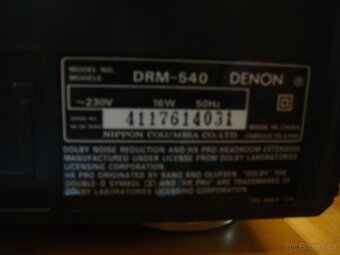 MODEL NO.
MODELE
DRM-540 DENON ®
~230V 16W 50Hz
SERIAL NO.
4117614031
NIPPON COLUMBIA CO.LTD
MADE IN CHINA
DOLBY NOISE REDUCTION AND HX PRO HEADROOM EXTENSION
MANUFACTURED UNDER LICENSE FROM DOLBY LABORATORIES
LICENSING CORPORATION.
HX PRO ORIGINATED BY BANG AND OLUFSEN. "DOLBY", THE
DOUBLE-D SYMBOL AND "HX PRO" ARE TRADEMARKS OF
DOLBY LABORATORIES LICENSING CORPORATION.